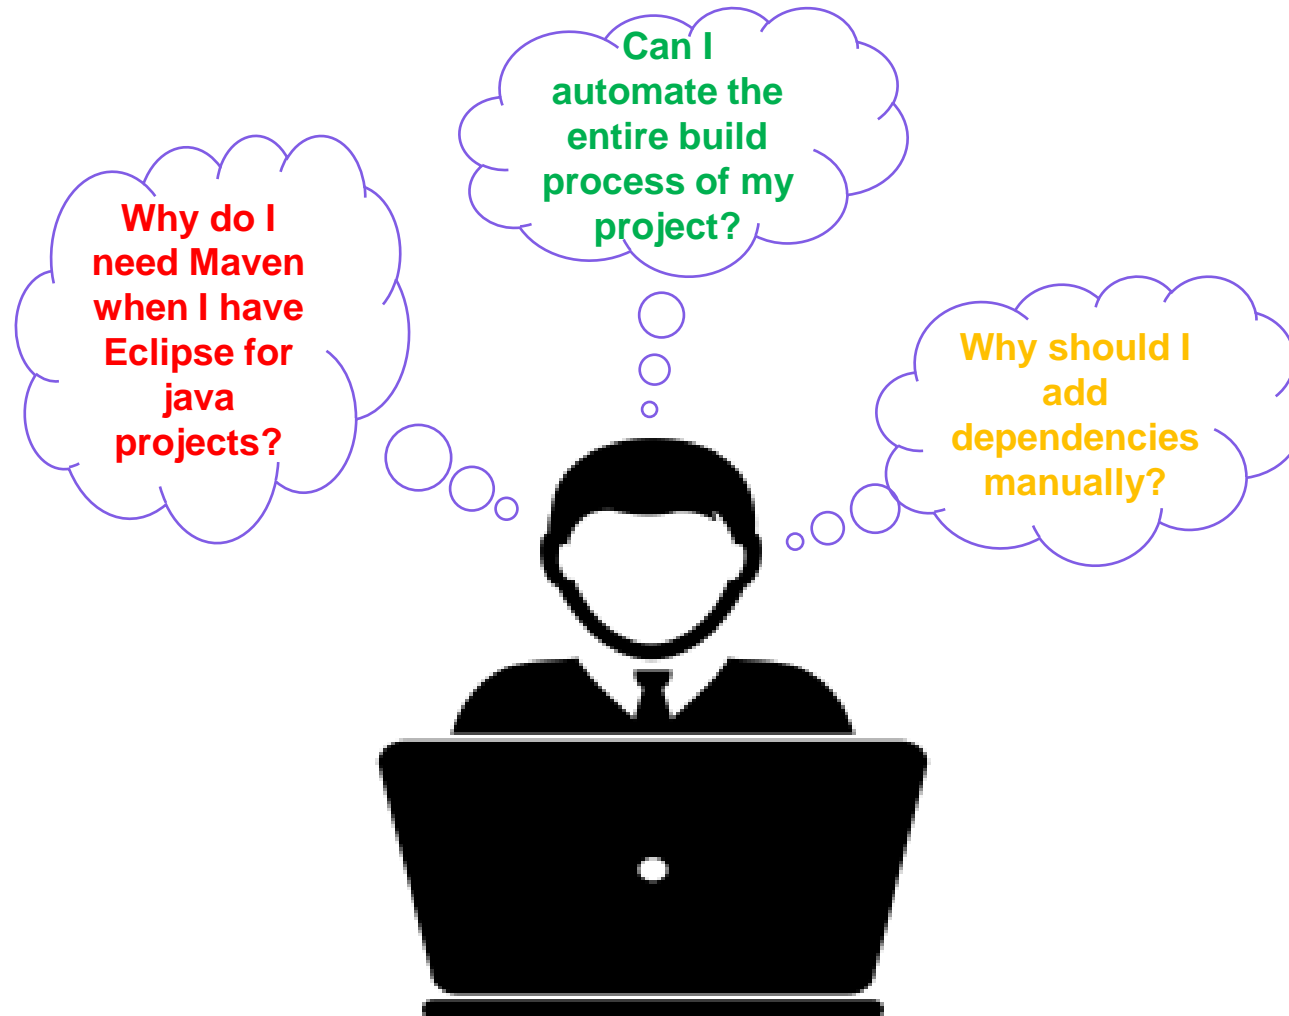 Why do I
need Maven
when I have
Eclipse for
java
projects?
Can I
automate the
entire build
process of my
project?
Why should I
add
dependencies
manually?